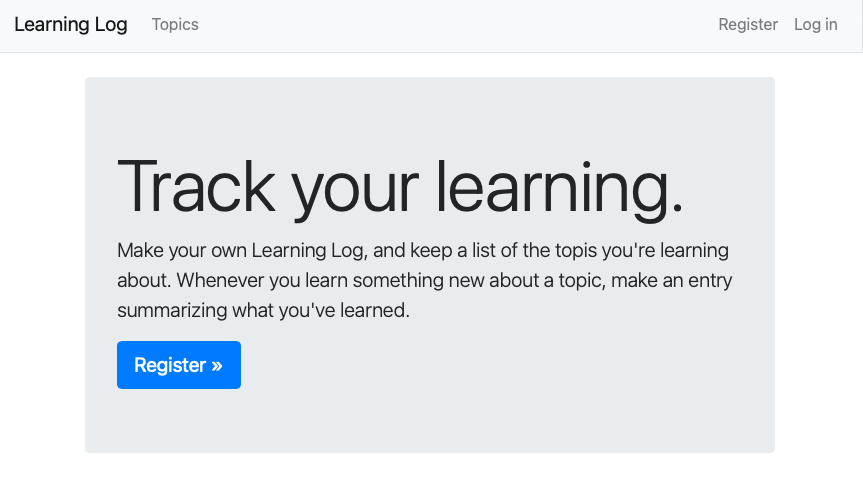 Learning Log Topics Register Log in
Track your learning.
Make your own Learning Log, and keep a list of the topis you're learning
about. Whenever you learn something new about a topic, make an entry
summarizing what you've learned.
Register »